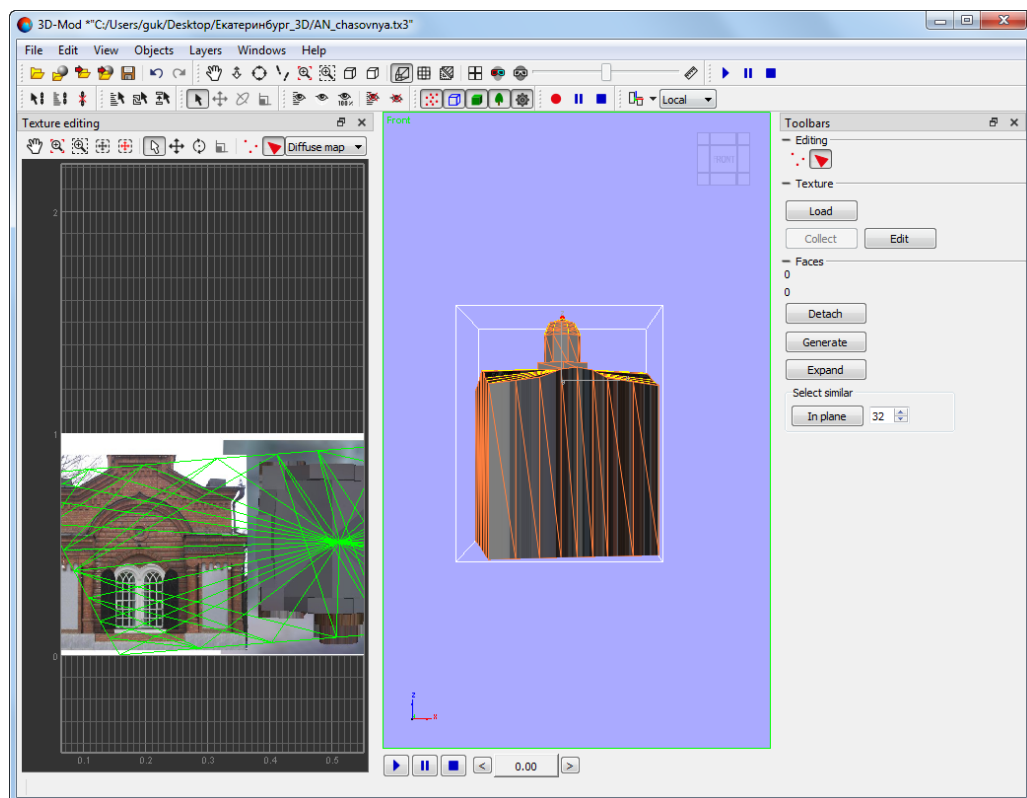 3D-Mod *"C:/Users/guk/Desktop/Екатеринбург_3D/AN_chasovnya.tx3"
File Edit View Objects Layers Windows Help
100%
Local
Texture editing
Diffuse map
2
1
0
0.1 0.2 0.3 0.4 0.5
Front
FRONT
z
x
0.00
Toolbars
Editing
Texture
Load
Collect Edit
Faces
0
0
Detach
Generate
Expand
Select similar
In plane 32